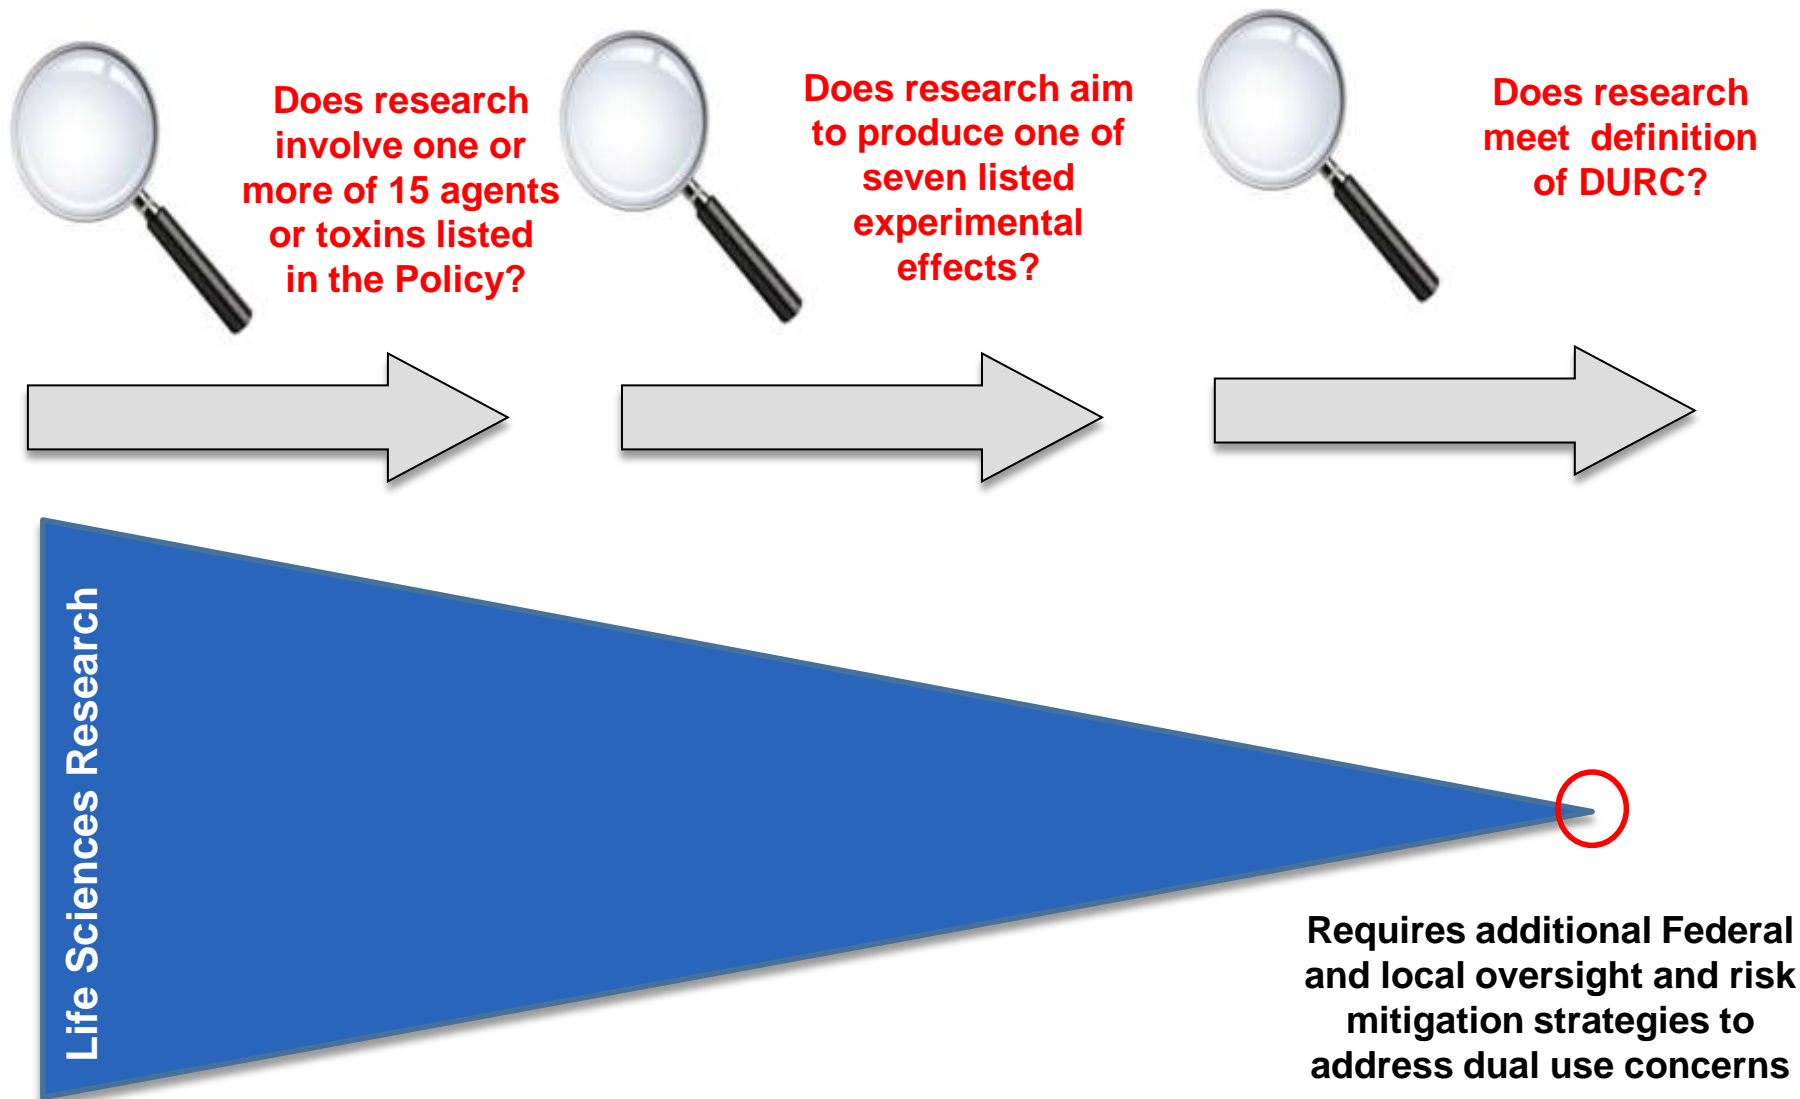 Does research
involve one or
more of 15 agents
or toxins listed
in the Policy?
Does research aim
to produce one of
seven listed
experimental
effects?
Does research
meet definition
of DURC?
Life Sciences Research
Requires additional Federal
and local oversight and risk
mitigation strategies to
address dual use concerns